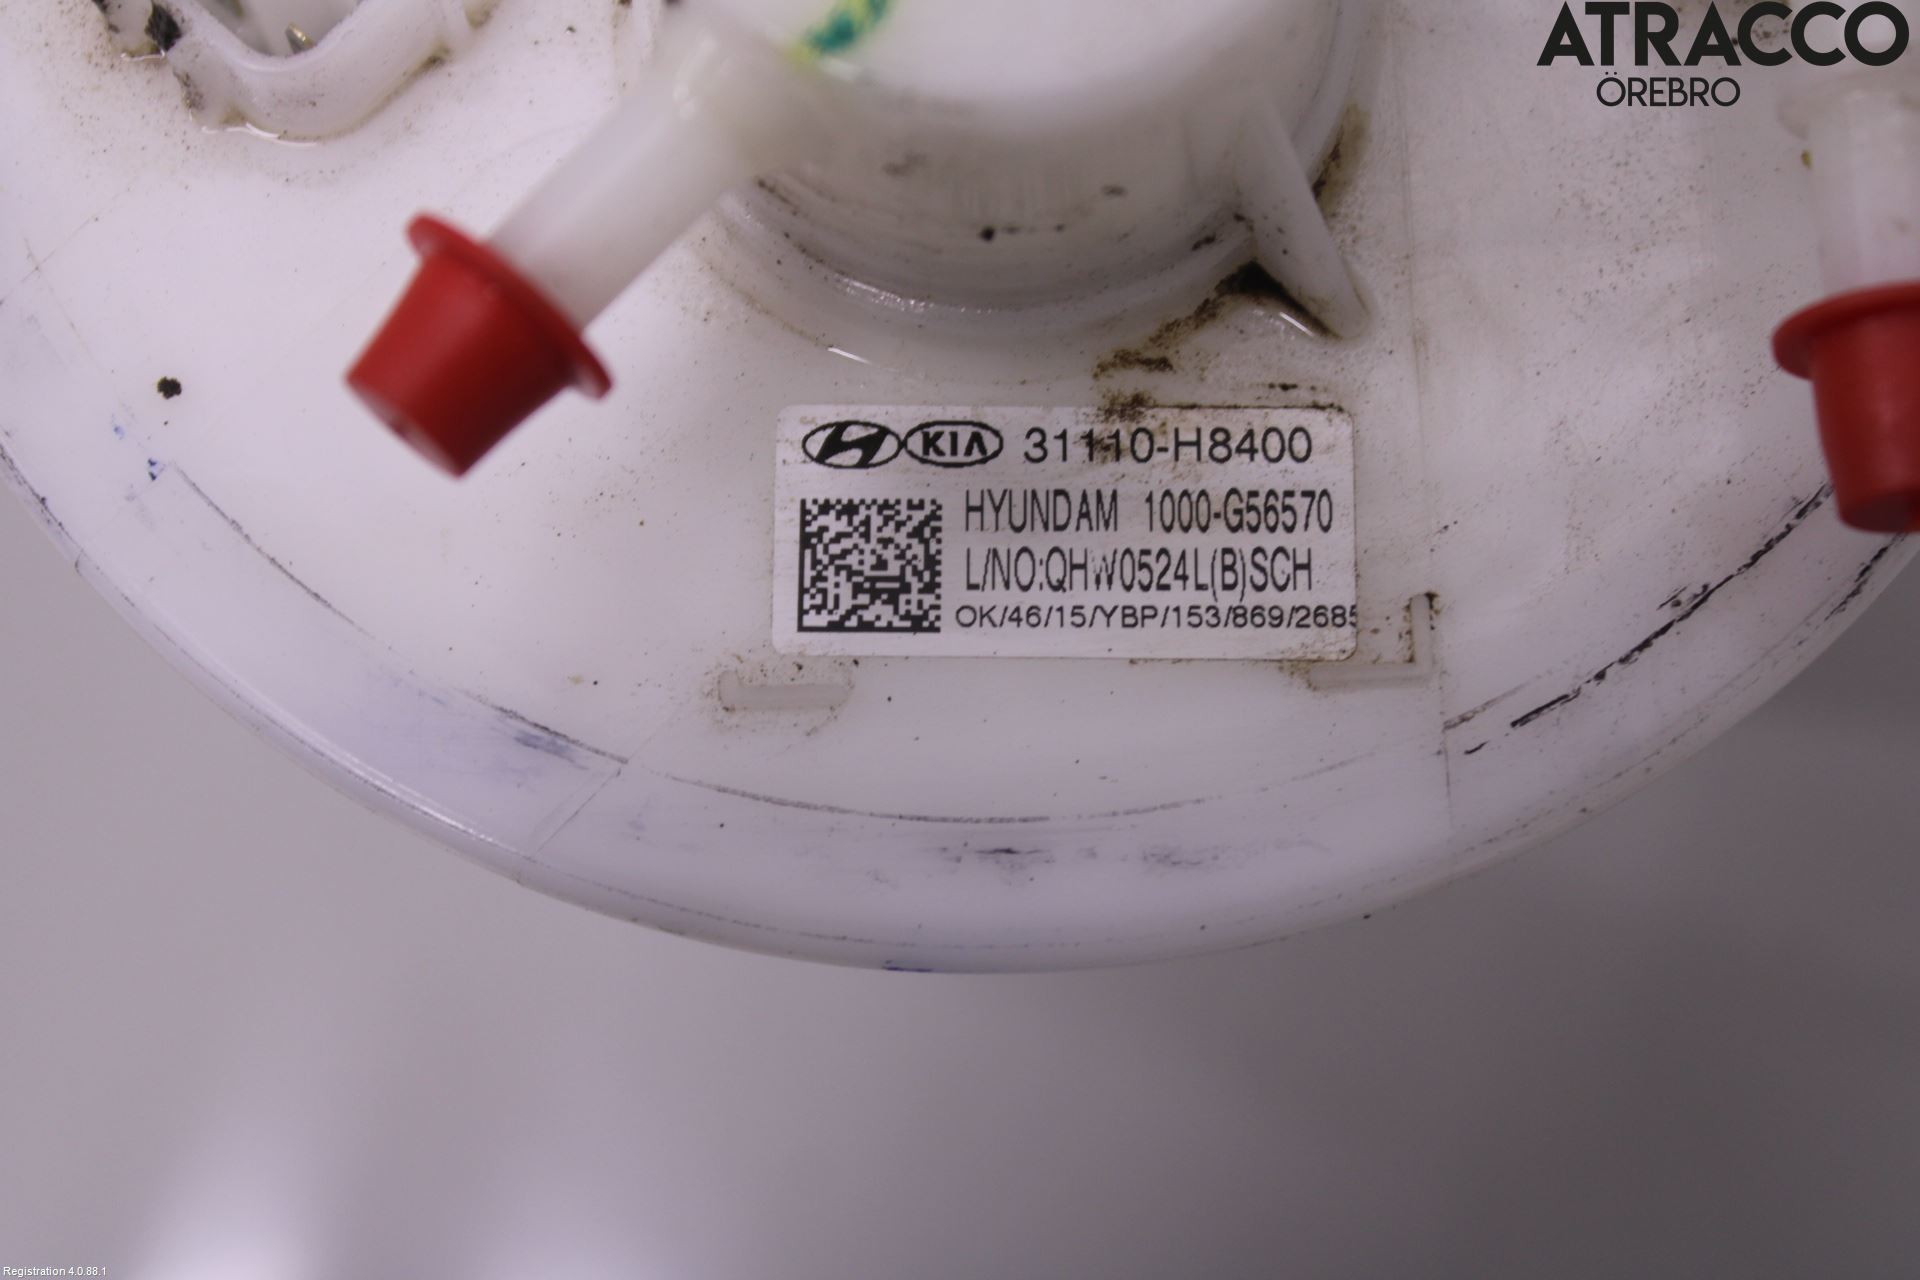 ATRACCO
ÖREBRO
KIA 31110-H8400
HYUNDAM 1000-G56570
L/NO:QHW0524L(B)SCH
OK/46/15/YBP/153/869/2685
Registration 4.0.88.1